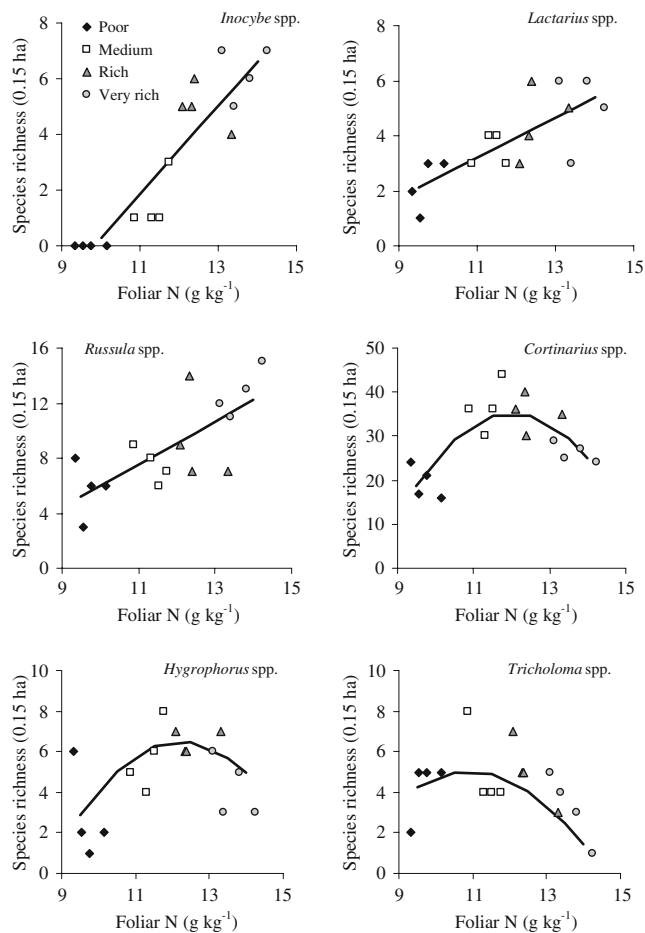 Inocybe spp.
Species richness (0.15 ha)
8
6
4
2
0
Poor
Medium
Rich
Very rich
9
11
13
15
Foliar N (g kg-1)
Lactarius spp.
Species richness (0.15 ha)
8
6
4
2
0
9
11
13
15
Foliar N (g kg-1)
Russula spp.
Species richness (0.15 ha)
16
12
8
4
0
9
11
13
15
Foliar N (g kg-1)
Cortinarius spp.
Species richness (0.15 ha)
50
40
30
20
10
0
9
11
13
15
Foliar N (g kg-1)
Hygrophorus spp.
Species richness (0.15 ha)
10
8
6
4
2
0
9
11
13
15
Foliar N (g kg-1)
Tricholoma spp.
Species richness (0.15 ha)
10
8
6
4
2
0
9
11
13
15
Foliar N (g kg-1)